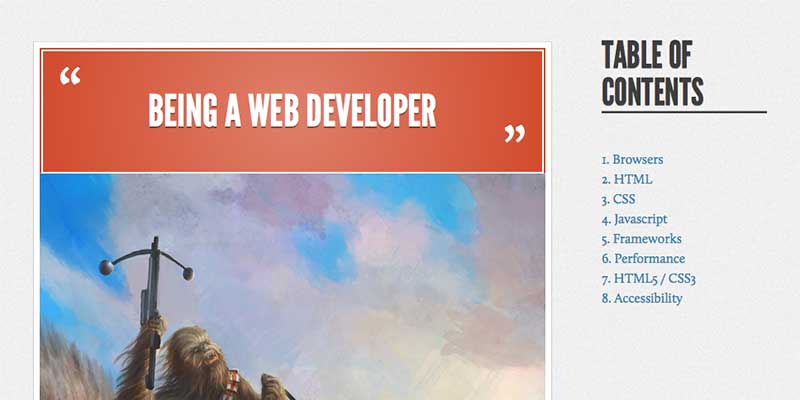 “
BEING A WEB DEVELOPER
”
TABLE OF
CONTENTS
1. Browsers
2. HTML
3. CSS
4. Javascript
5. Frameworks
6. Performance
7. HTML5 / CSS3
8. Accessibility